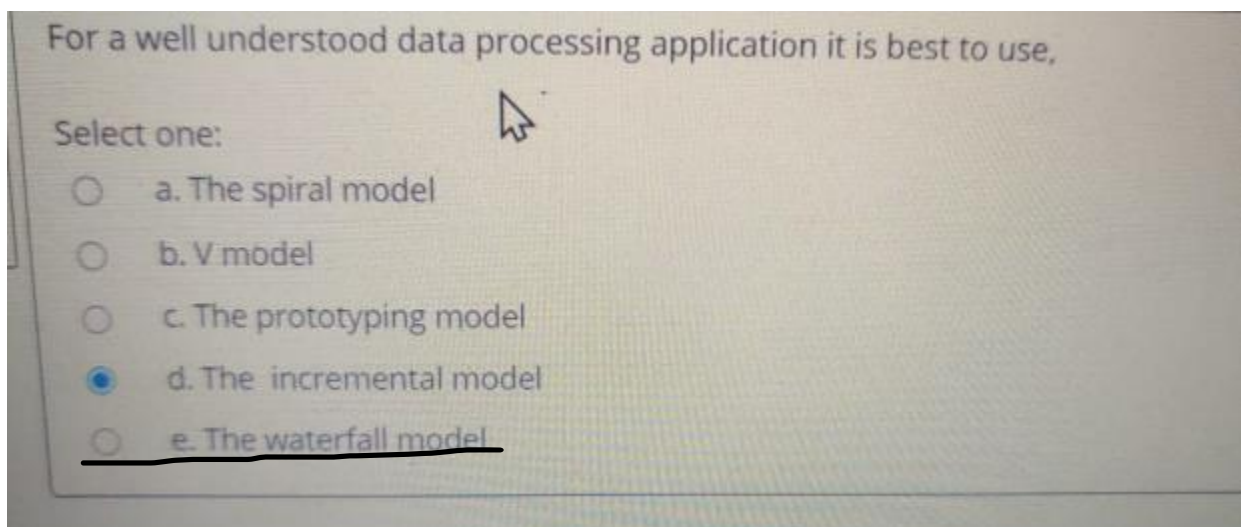 For a well understood data processing application it is best to use,
Select one:
a. The spiral model
b. V model
c. The prototyping model
d. The incremental model
e. The waterfall model